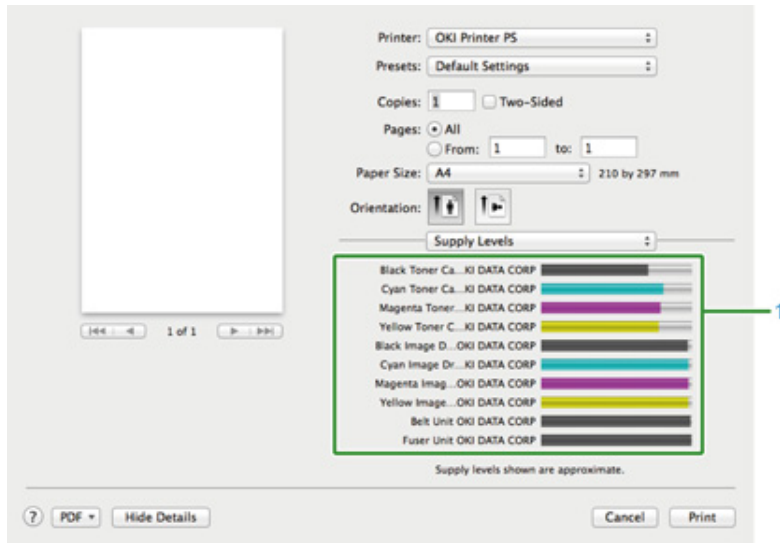 Printer: OKI Printer PS
Presets: Default Settings
Copies: 1 Two-Sided
Pages: All
From: 1 to: 1
Paper Size: A4 210 by 297 mm
Orientation:
Supply Levels
Black Toner Ca...KI DATA CORP
Cyan Toner Ca...KI DATA CORP
Magenta Toner...KI DATA CORP
1
Yellow Toner C...KI DATA CORP
1 of 1
Black Image D...OKI DATA CORP
Cyan Image Dr...KI DATA CORP
Magenta Imag...OKI DATA CORP
Yellow Image...OKI DATA CORP
Belt Unit OKI DATA CORP
Fuser Unit OKI DATA CORP
Supply levels shown are approximate.
? PDF Hide Details Cancel Print